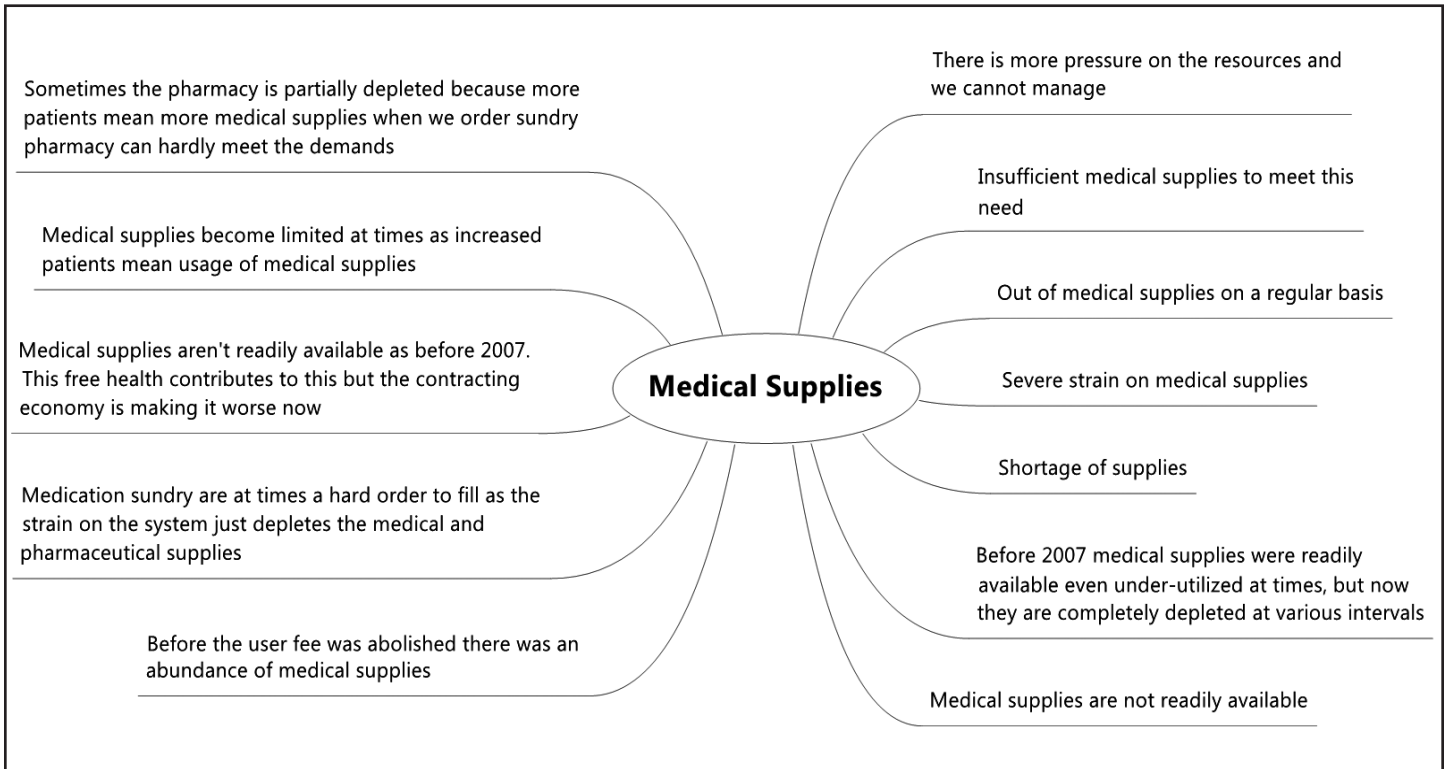 Sometimes the pharmacy is partially depleted because more
patients mean more medical supplies when we order sundry
pharmacy can hardly meet the demands
Medical supplies become limited at times as increased
patients mean usage of medical supplies
Medical supplies aren't readily available as before 2007.
This free health contributes to this but the contracting
economy is making it worse now
Medication sundry are at times a hard order to fill as the
strain on the system just depletes the medical and
pharmaceutical supplies
Before the user fee was abolished there was an
abundance of medical supplies
Medical Supplies
There is more pressure on the resources and
we cannot manage
Insufficient medical supplies to meet this
need
Out of medical supplies on a regular basis
Severe strain on medical supplies
Shortage of supplies
Before 2007 medical supplies were readily
available even under-utilized at times, but now
they are completely depleted at various intervals
Medical supplies are not readily available